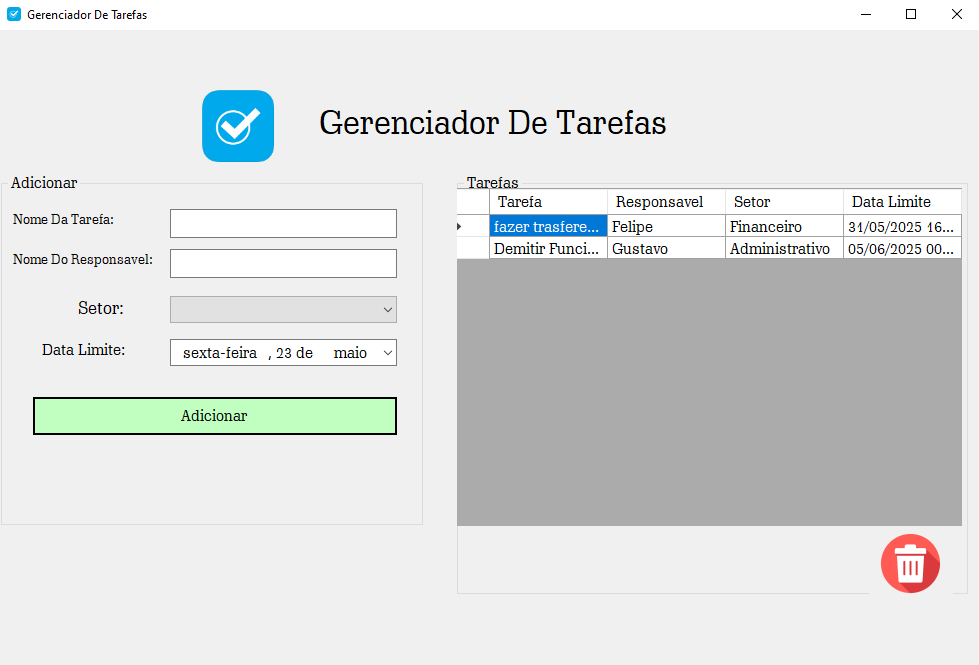 Gerenciador De Tarefas
Gerenciador De Tarefas
Adicionar
Nome Da Tarefa:
Nome Do Responsavel:
Setor:
Data Limite:
sexta-feira , 23 de maio
Adicionar
Tarefas
Tarefa Responsavel Setor Data Limite
fazer trasfere... Felipe Financeiro 31/05/2025 16...
Demitir Funci... Gustavo Administrativo 05/06/2025 00...